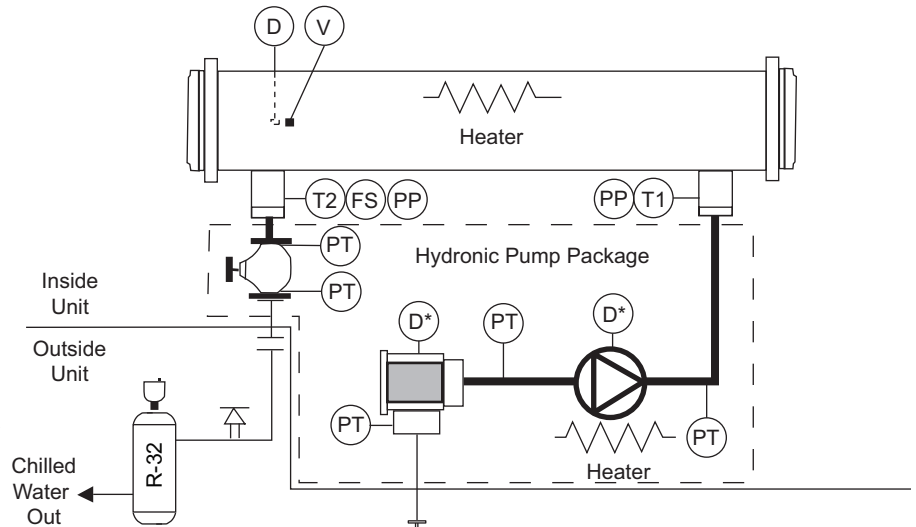 D
V
Heater
T2
FS
PP
PP
T1
PT
Hydronic Pump Package
PT
Inside
Unit
Outside
Unit
D*
PT
D*
PT
PT
Heater
R-32
Chilled
Water
Out